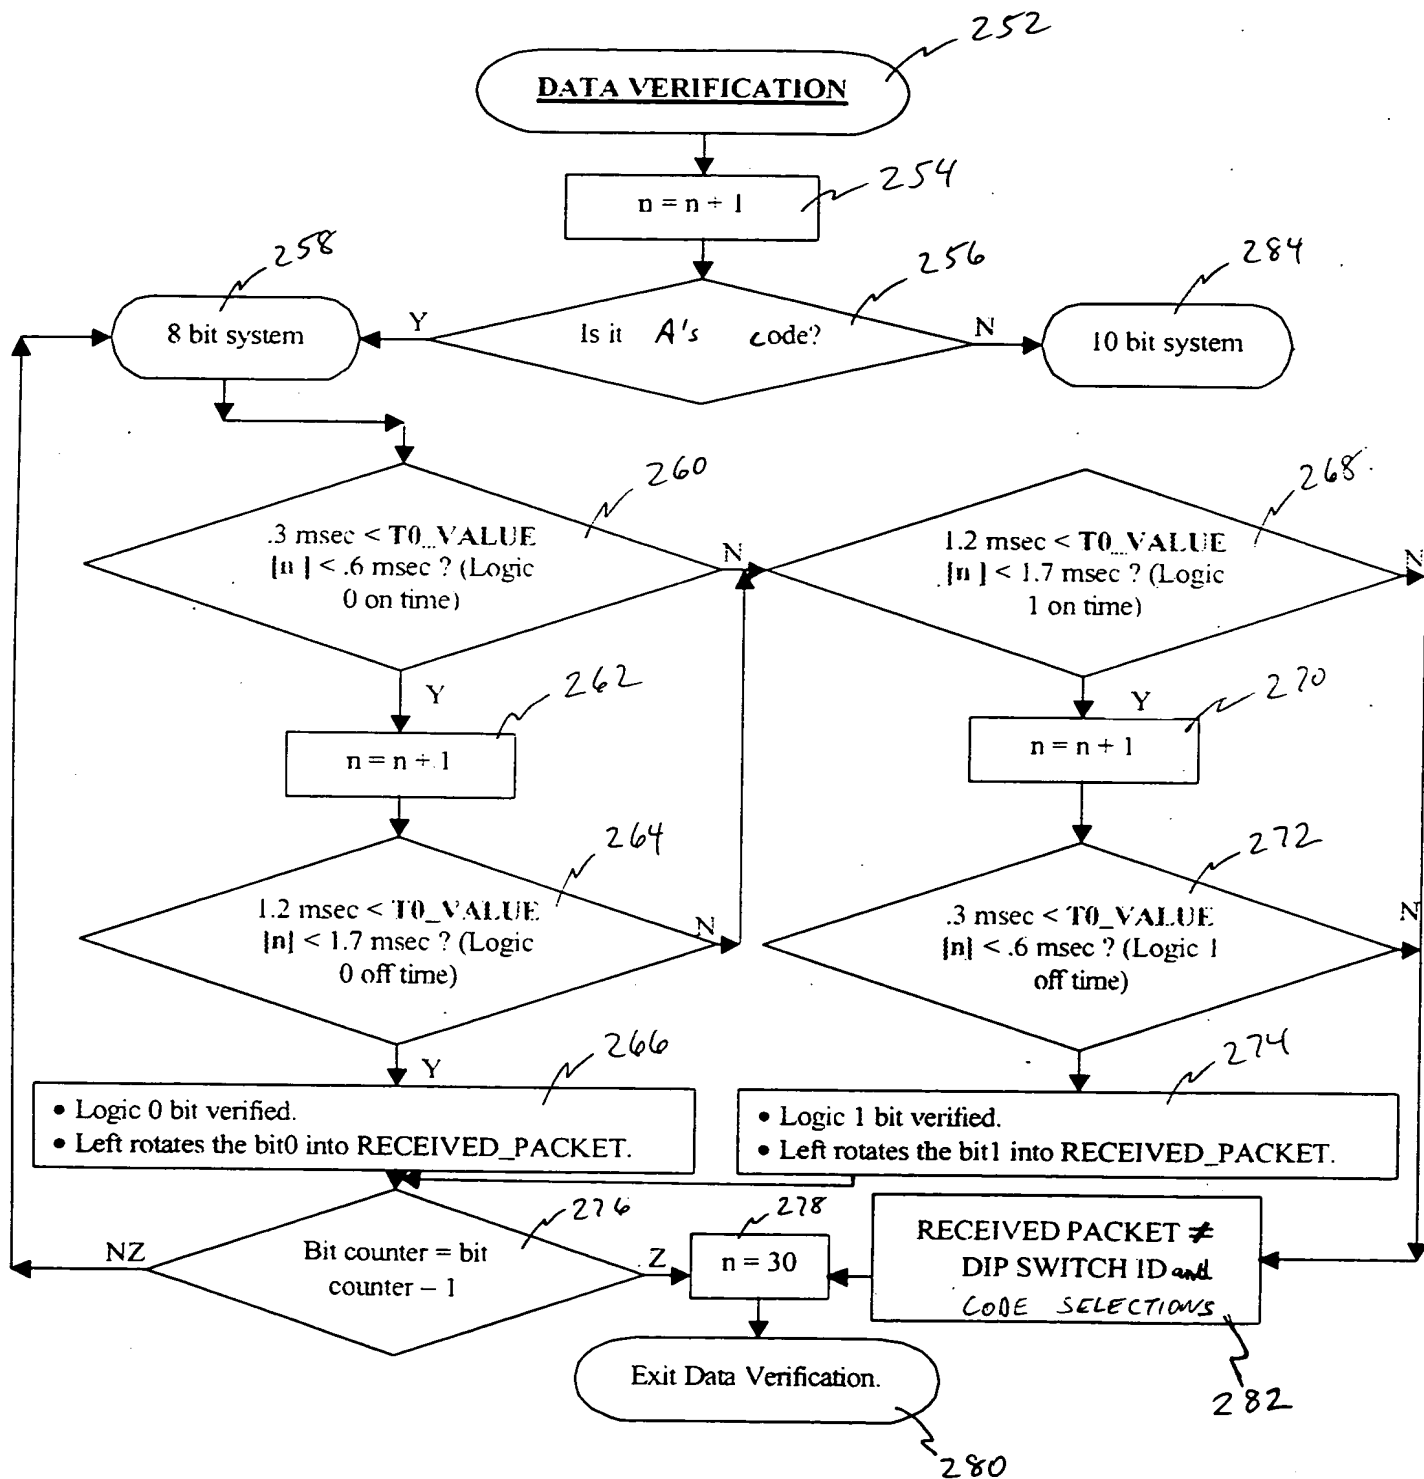 252
DATA VERIFICATION
254
n = n + 1
258
256
284
8 bit system
Y
Is it A's code?
N
10 bit system
260
268
.3 msec < T0_VALUE
[n ] < .6 msec ? (Logic
0 on time)
N
1.2 msec < T0_VALUE
[n ] < 1.7 msec ? (Logic
1 on time)
N
Y
262
Y
270
n = n + 1
n = n + 1
264
272
1.2 msec < T0_VALUE
[n] < 1.7 msec ? (Logic
0 off time)
N
.3 msec < T0_VALUE
[n] < .6 msec ? (Logic 1
off time)
N
Y
266
274
• Logic 0 bit verified.
• Left rotates the bit0 into RECEIVED_PACKET.
• Logic 1 bit verified.
• Left rotates the bit1 into RECEIVED_PACKET.
276
278
NZ
Bit counter = bit
counter – 1
Z
n = 30
RECEIVED PACKET ≠
DIP SWITCH ID and
CODE SELECTIONS
282
Exit Data Verification.
280